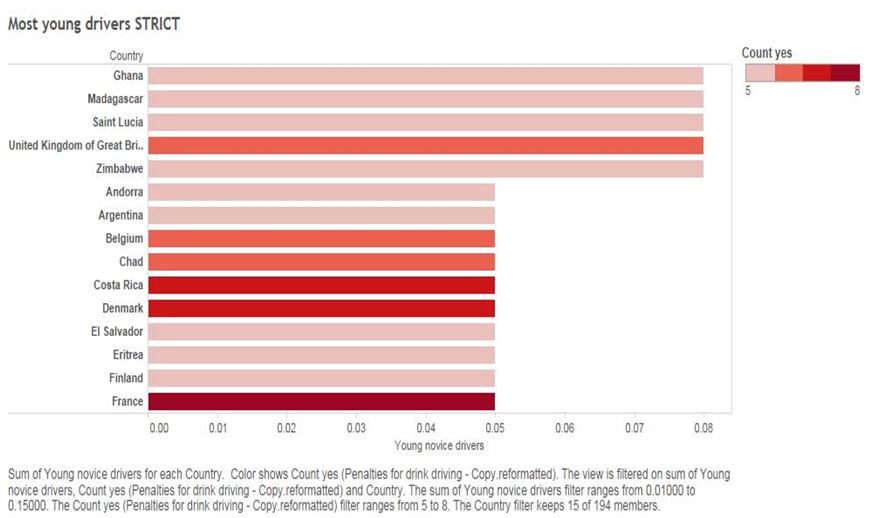 Most young drivers STRICT
Country
Count yes
5 8
Ghana
Madagascar
Saint Lucia
United Kingdom of Great Bri..
Zimbabwe
Andorra
Argentina
Belgium
Chad
Costa Rica
Denmark
El Salvador
Eritrea
Finland
France
0.00 0.01 0.02 0.03 0.04 0.05 0.06 0.07 0.08
Young novice drivers
Sum of Young novice drivers for each Country.  Color shows Count yes (Penalties for drink driving - Copy.reformatted). The view is filtered on sum of Young
novice drivers, Count yes (Penalties for drink driving - Copy.reformatted) and Country. The sum of Young novice drivers filter ranges from 0.01000 to
0.15000. The Count yes (Penalties for drink driving - Copy.reformatted) filter ranges from 5 to 8. The Country filter keeps 15 of 194 members.